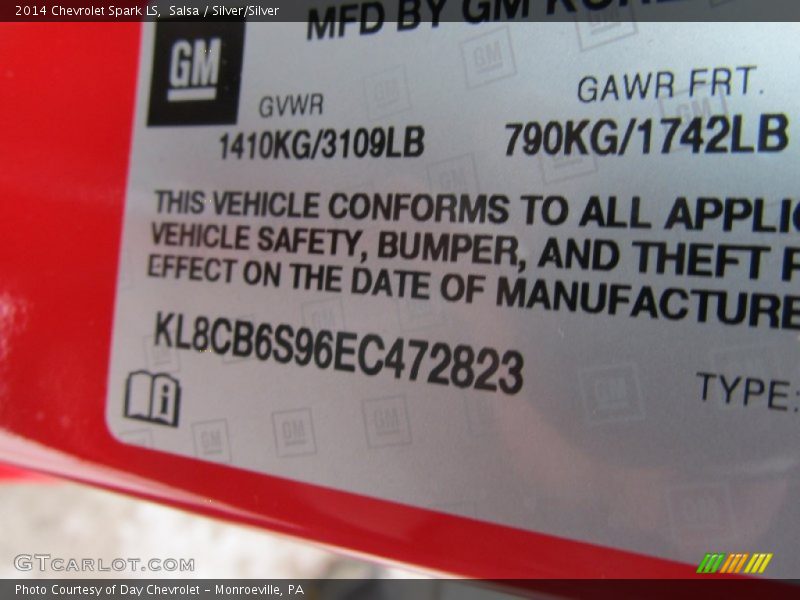 2014 Chevrolet Spark LS, Salsa / Silver/Silver
MFD BY GM KOREA
GM
GVWR
GAWR FRT.
1410KG/3109LB
790KG/1742LB
THIS VEHICLE CONFORMS TO ALL APPLIC
VEHICLE SAFETY, BUMPER, AND THEFT P
EFFECT ON THE DATE OF MANUFACTURE
KL8CB6S96EC472823
TYPE:
GTcarlot.com
Photo Courtesy of Day Chevrolet – Monroeville, PA